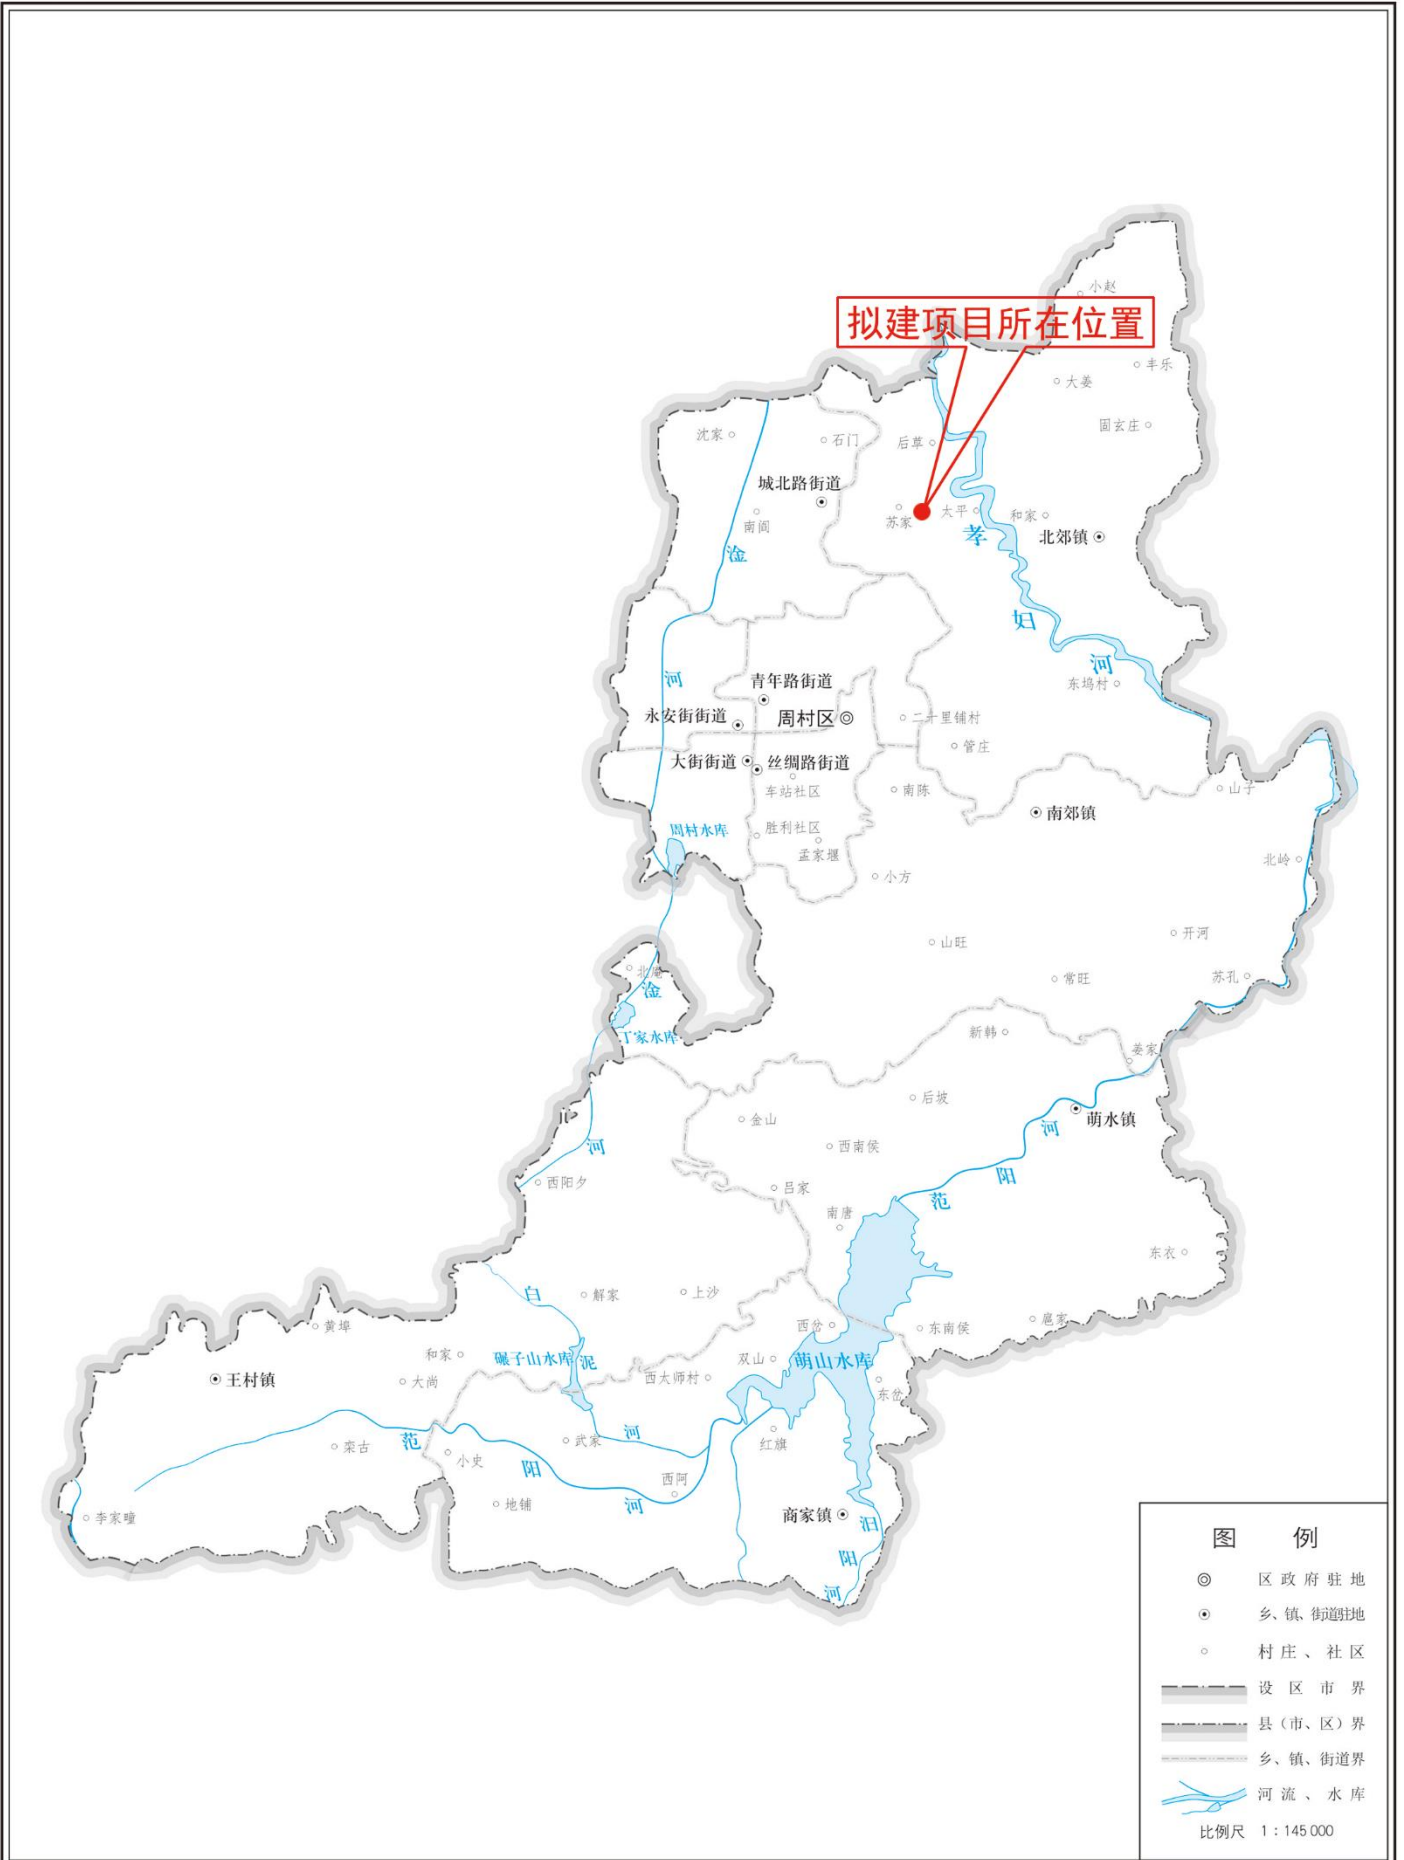 小赵
拟建项目所在位置
丰乐
大姜
固玄庄
沈家
石门
后草
城北路街道
南阎
苏家
太平
和家
北郊镇
淦
孝
妇
河
河
东坞村
青年路街道
永安街街道
周村区
二十里铺村
管庄
大街街道
丝绸路街道
车站社区
南陈
山子
南郊镇
周村水库
胜利社区
孟家堰
北岭
小方
山旺
开河
常旺
苏孔
北庵
淦
丁家水库
新韩
姜家
后坡
萌水镇
金山
河
西南侯
河
阳
范
西阳夕
吕家
南唐
东衣
白
解家
上沙
黄埠
西岔
东南侯
扈家
和家
碾子山水库
泥
双山
萌山水库
王村镇
大尚
西太师村
东岔
范
栾古
武家
河
红旗
小史
阳
西阿
地铺
河
李家疃
商家镇
汩
阳
河
图 例
区政府驻地
乡、镇、街道驻地
村庄、社区
设区市界
县（市、区）界
乡、镇、街道界
河流、水库
比例尺 1：145 000